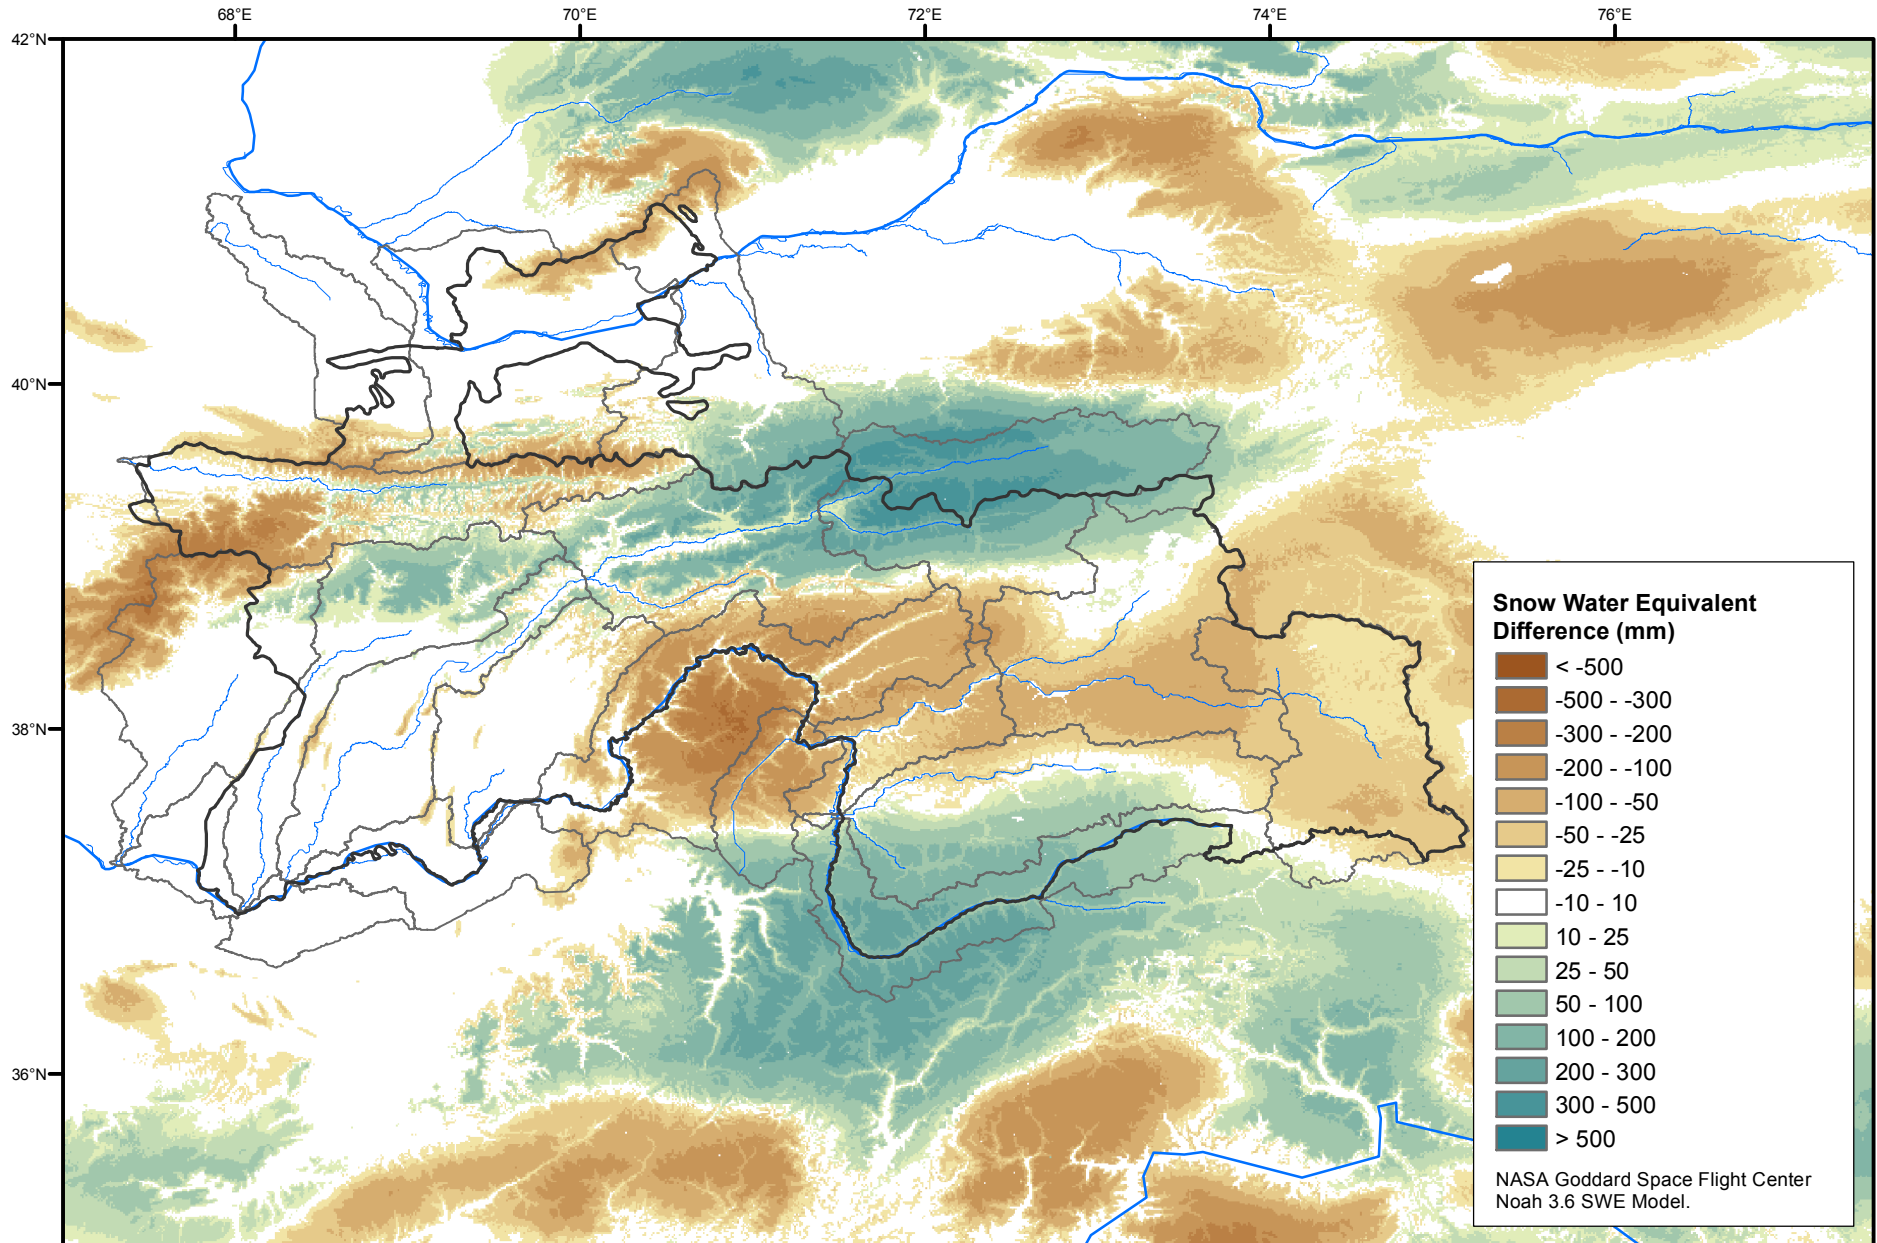 68°E
70°E
72°E
74°E
76°E
42°N
40°N
38°N
36°N
Snow Water Equivalent
Difference (mm)
< -500
-500 - -300
-300 - -200
-200 - -100
-100 - -50
-50 - -25
-25 - -10
-10 - 10
10 - 25
25 - 50
50 - 100
100 - 200
200 - 300
300 - 500
> 500
NASA Goddard Space Flight Center
Noah 3.6 SWE Model.